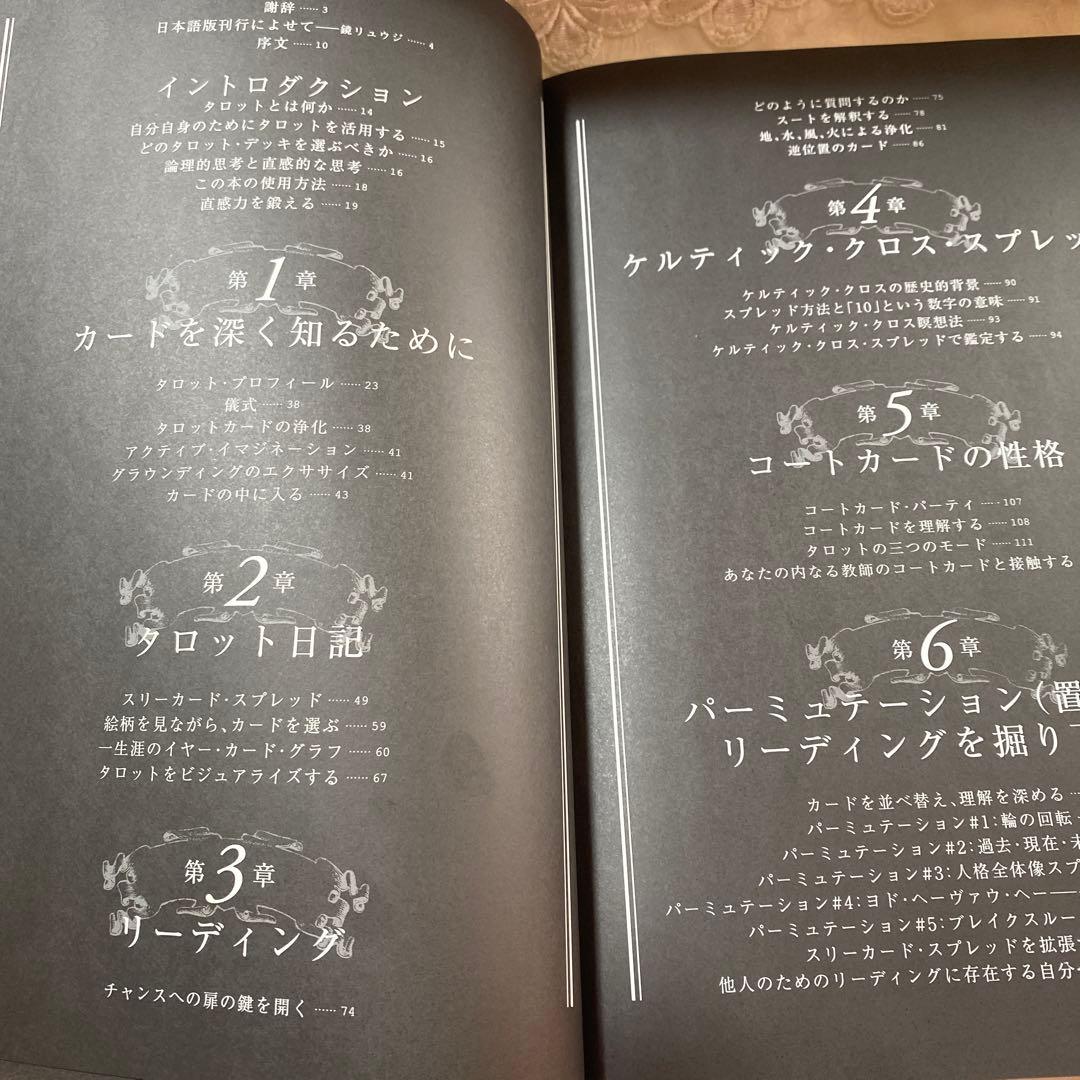 謝辞……3
日本語版刊行によせて――鏡リュウジ……4
序文……10
イントロダクション
タロットとは何か……14
自分自身のためにタロットを活用する……15
どのタロット・デッキを選ぶべきか……16
論理的思考と直感的な思考……16
この本の使用方法……18
直感力を鍛える……19
第1章
カードを深く知るために
タロット・プロフィール……23
儀式……38
タロットカードの浄化……38
アクティブ・イマジネーション……41
グラウンディングのエクササイズ……41
カードの中に入る……43
第2章
タロット日記
スリーカード・スプレッド……49
絵柄を見ながら、カードを選ぶ……59
一生涯のイヤー・カード・グラフ……60
タロットをビジュアライズする……67
第3章
リーディング
チャンスへの扉の鍵を開く……74
どのように質問するのか……75
スートを解釈する……78
地、水、風、火による浄化……81
逆位置のカード……86
第4章
ケルティック・クロス・スプレッ
ケルティック・クロスの歴史的背景……90
スプレッド方法と「10」という数字の意味……91
ケルティック・クロス瞑想法……93
ケルティック・クロス・スプレッドで鑑定する……94
第5章
コートカードの性格
コートカード・パーティ……107
コートカードを理解する……108
タロットの三つのモード……111
あなたの内なる教師のコートカードと接触する
第6章
パーミュテーション(置
リーディングを掘り
カードを並べ替え、理解を深める…
パーミュテーション#1:輪の回転
パーミュテーション#2:過去・現在・未
パーミュテーション#3:人格全体像スプ
パーミュテーション#4:ヨド・ヘーヴァウ・ヘー―
パーミュテーション#5:ブレイクスルー
スリーカード・スプレッドを拡張
他人のためのリーディングに存在する自分